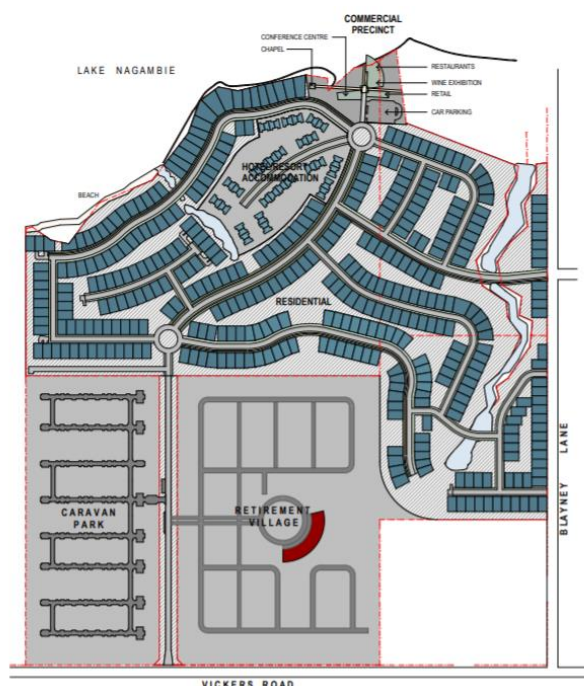 COMMERCIAL
PRECINCT
CONFERENCE CENTRE
CHAPEL
LAKE NAGAMBIE
RESTAURANTS
WINE EXHIBITION
RETAIL
CAR PARKING
HOTEL/RESORT
ACCOMMODATION
BEACH
RESIDENTIAL
CARAVAN
PARK
RETIREMENT
VILLAGE
BLAYNEY LANE
VICKERS ROAD